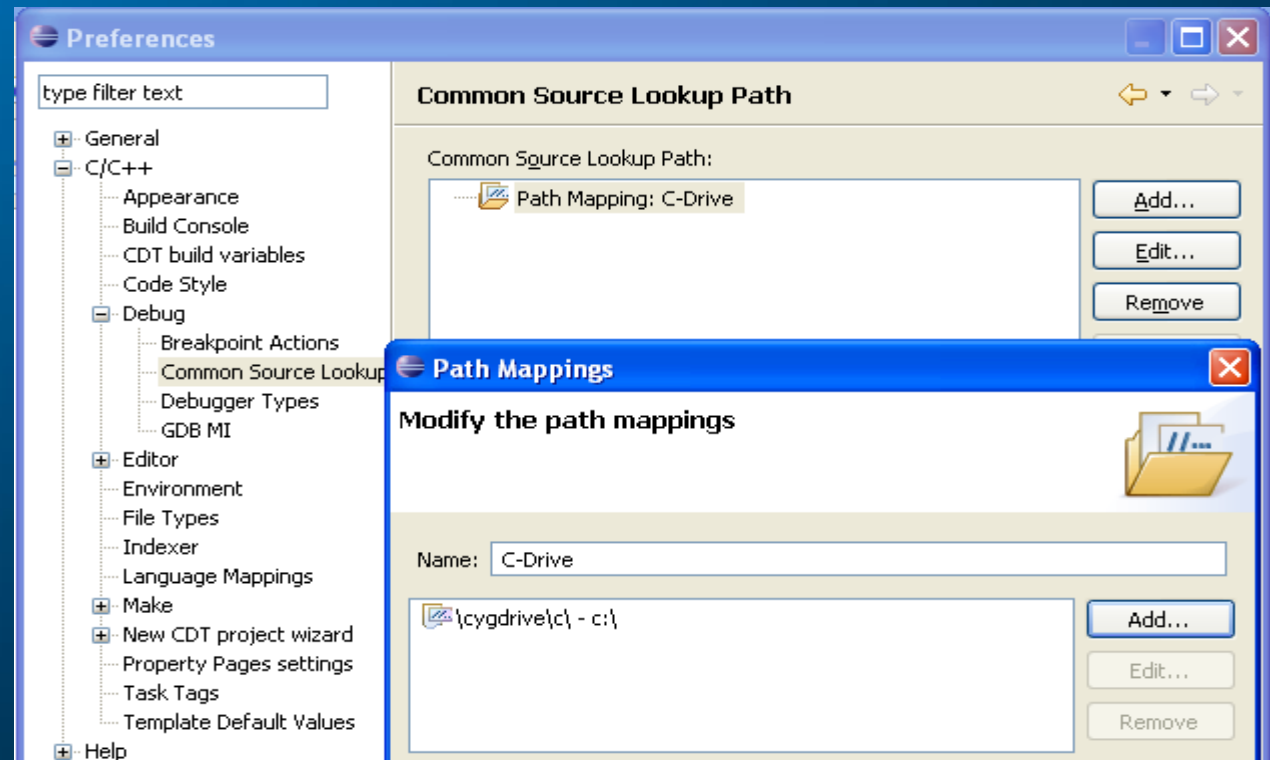 Preferences
type filter text
General
C/C++
Appearance
Build Console
CDT build variables
Code Style
Debug
Breakpoint Actions
Common Source Lookup
Debugger Types
GDB MI
Editor
Environment
File Types
Indexer
Language Mappings
Make
New CDT project wizard
Property Pages settings
Task Tags
Template Default Values
Help
Common Source Lookup Path
Common Source Lookup Path:
Path Mapping: C-Drive
Add...
Edit...
Remove
Path Mappings
Modify the path mappings
//...
Name: C-Drive
\cygdrive\c\ - c:\
Add...
Edit...
Remove